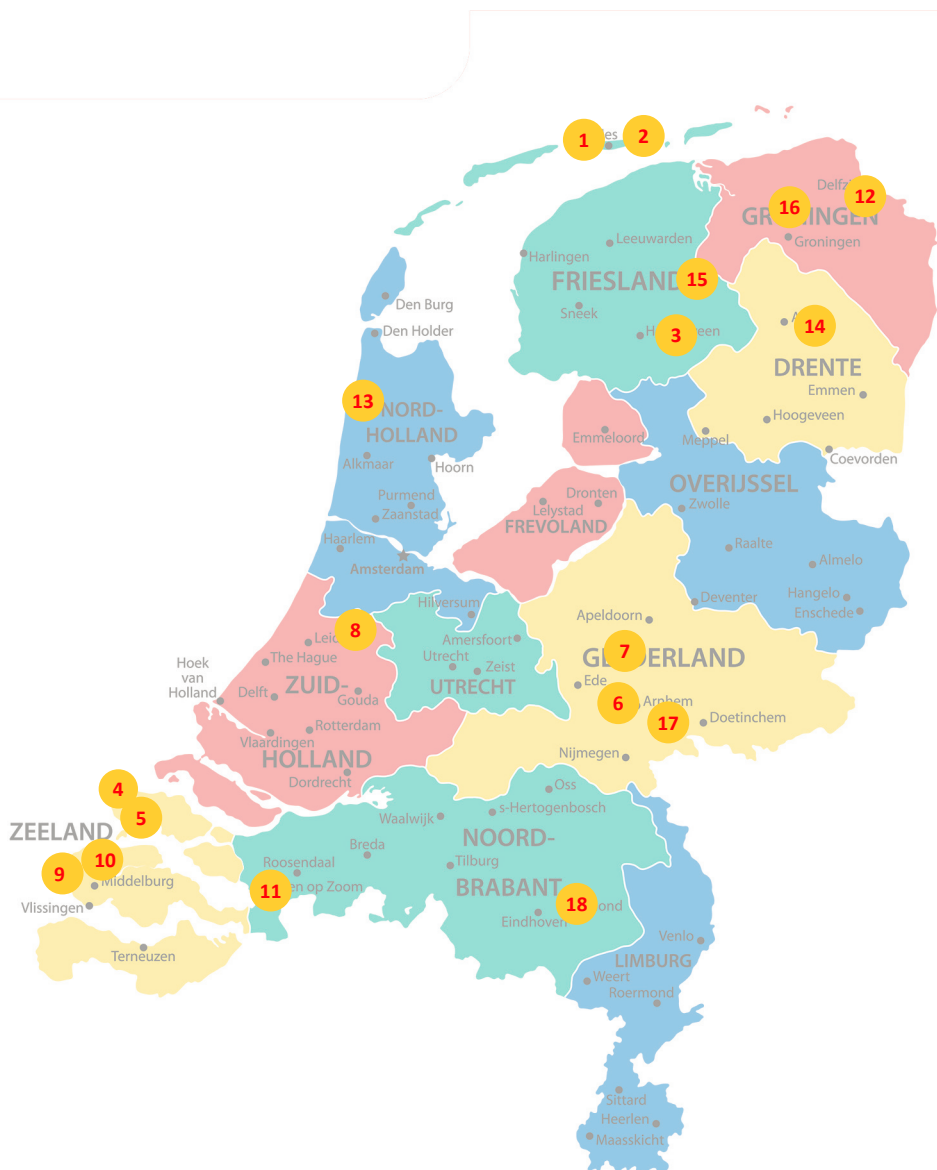 1
es
2
Delfz
12
16
GR
INGEN
Groningen
Leeuwarden
Harlingen
FRIESLAND
15
Sneek
H
3
een
14
DRENTE
Emmen
Hoogeveen
Meppel
Coevorden
Den Burg
Den Holder
13
NORD-
HOLLAND
Alkmaar
Hoorn
Purmend
Zaanstad
Haarlem
Amsterdam
Hilversum
Emmeloord
Dronten
Lelystad
FREVOLAND
OVERIJSSEL
Zwolle
Raalte
Almelo
Hangelo
Enschede
Deventer
Apeldoorn
7
GELDERLAND
Ede
6
Arnhem
17
Doetinchem
Nijmegen
Amersfoort
Utrecht
Zeist
UTRECHT
8
Leid
The Hague
Hoek
van
Holland
ZUID-
Delft
Gouda
Rotterdam
Vlaardingen
HOLLAND
Dordrecht
4
5
ZEELAND
10
9
Middelburg
Vlissingen
Terneuzen
Oss
s-Hertogenbosch
Waalwijk
NOORD-
BRABANT
Breda
Tilburg
Roosendaal
11
en op Zoom
18
ond
Eindhoven
Venlo
LIMBURG
Weert
Roermond
Sittard
Heerlen
Maasskicht